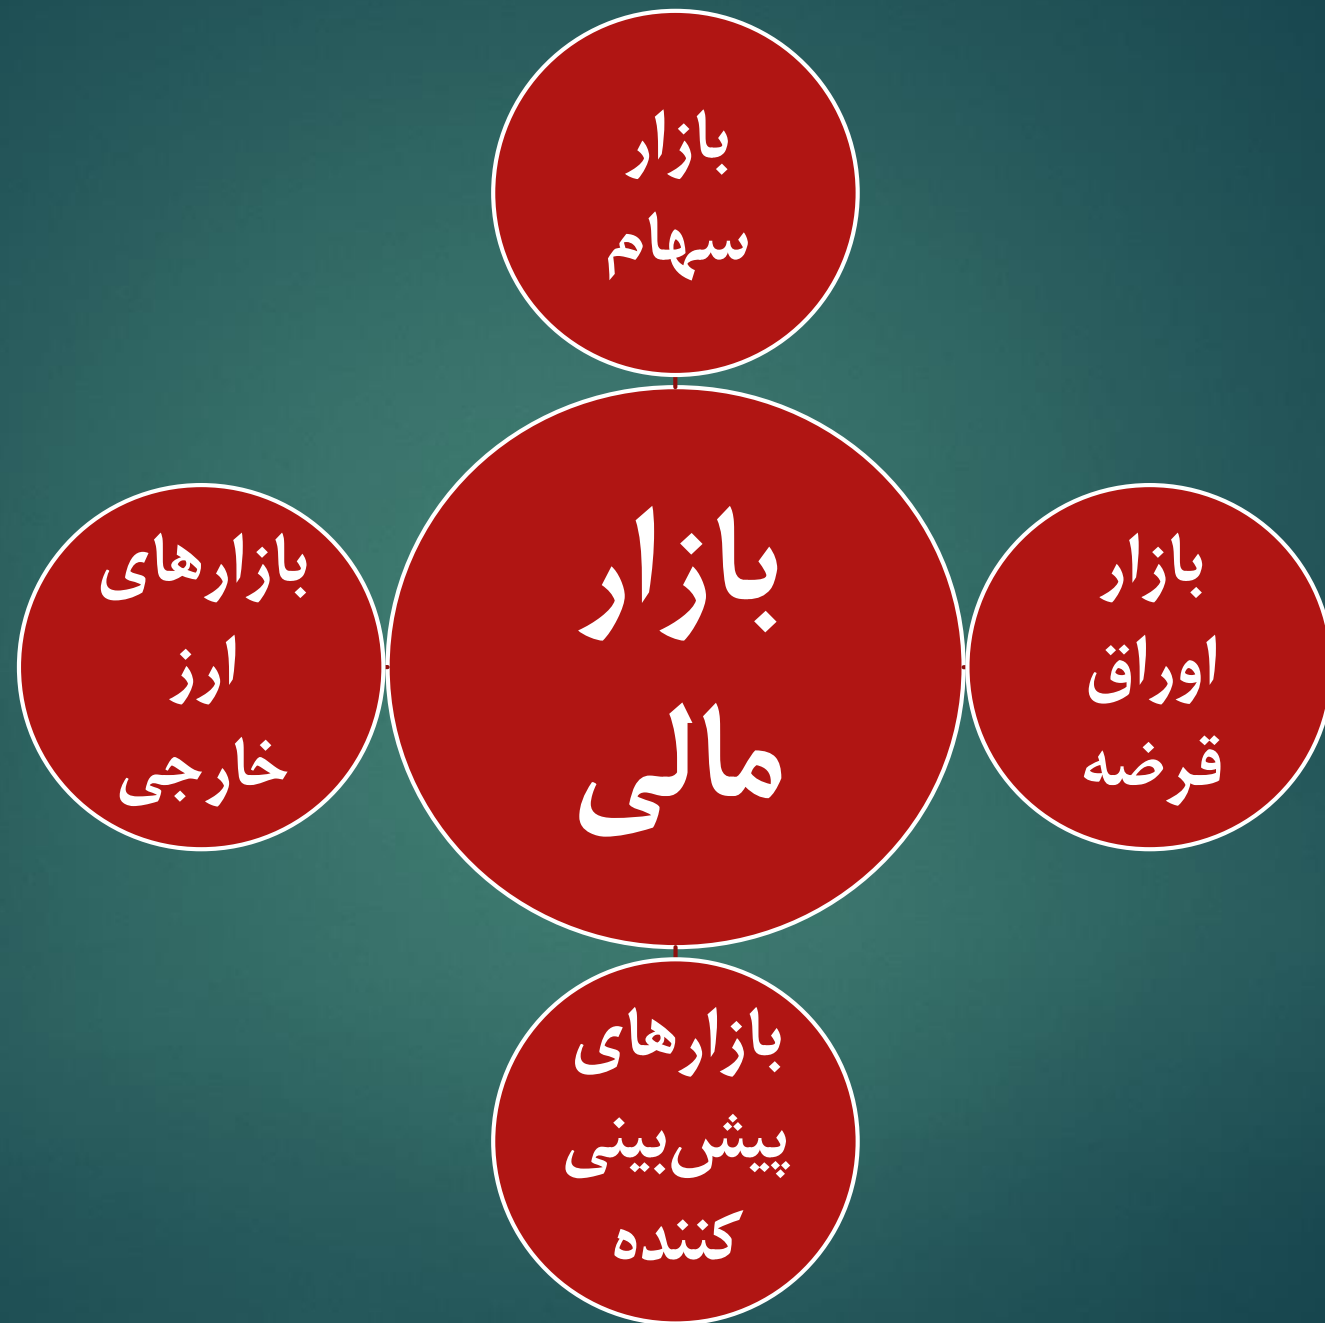 بازار
سهام
بازار
مالی
بازار
اوراق
قرضه
بازارهای
پیش‌بینی
کننده
بازارهای
ارز
خارجی